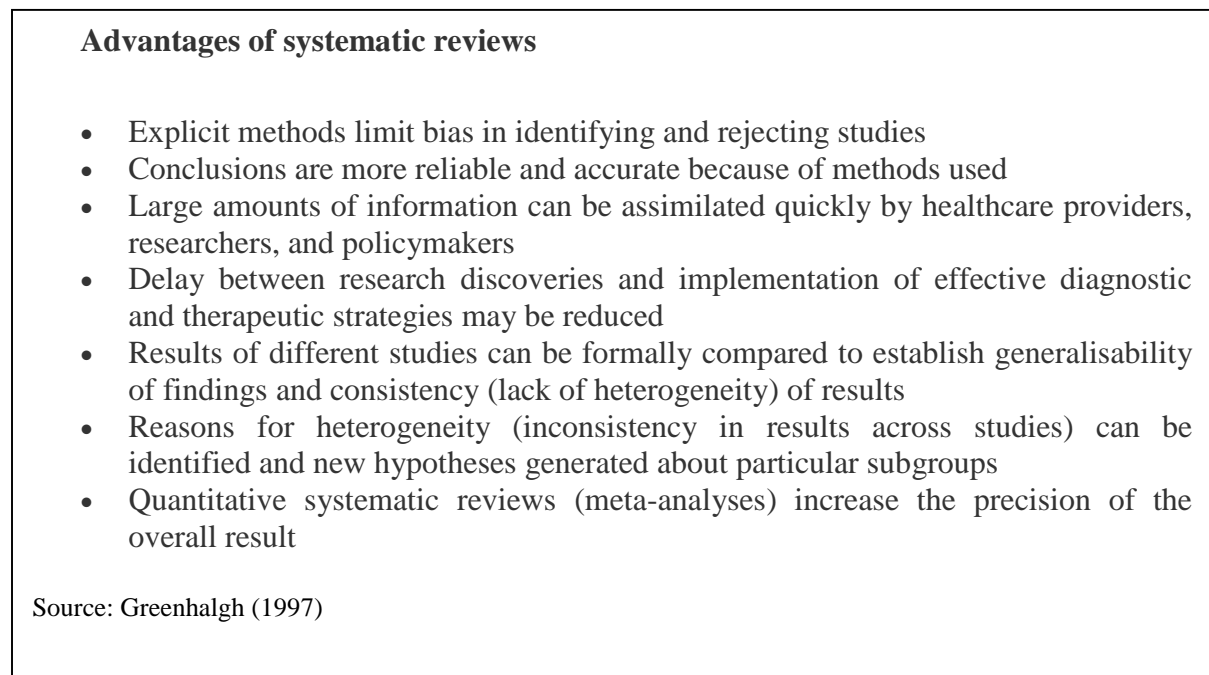 Advantages of systematic reviews
• Explicit methods limit bias in identifying and rejecting studies
• Conclusions are more reliable and accurate because of methods used
• Large amounts of information can be assimilated quickly by healthcare providers,
researchers, and policymakers
• Delay between research discoveries and implementation of effective diagnostic
and therapeutic strategies may be reduced
• Results of different studies can be formally compared to establish generalisability
of findings and consistency (lack of heterogeneity) of results
• Reasons for heterogeneity (inconsistency in results across studies) can be
identified and new hypotheses generated about particular subgroups
• Quantitative systematic reviews (meta-analyses) increase the precision of the
overall result
Source: Greenhalgh (1997)